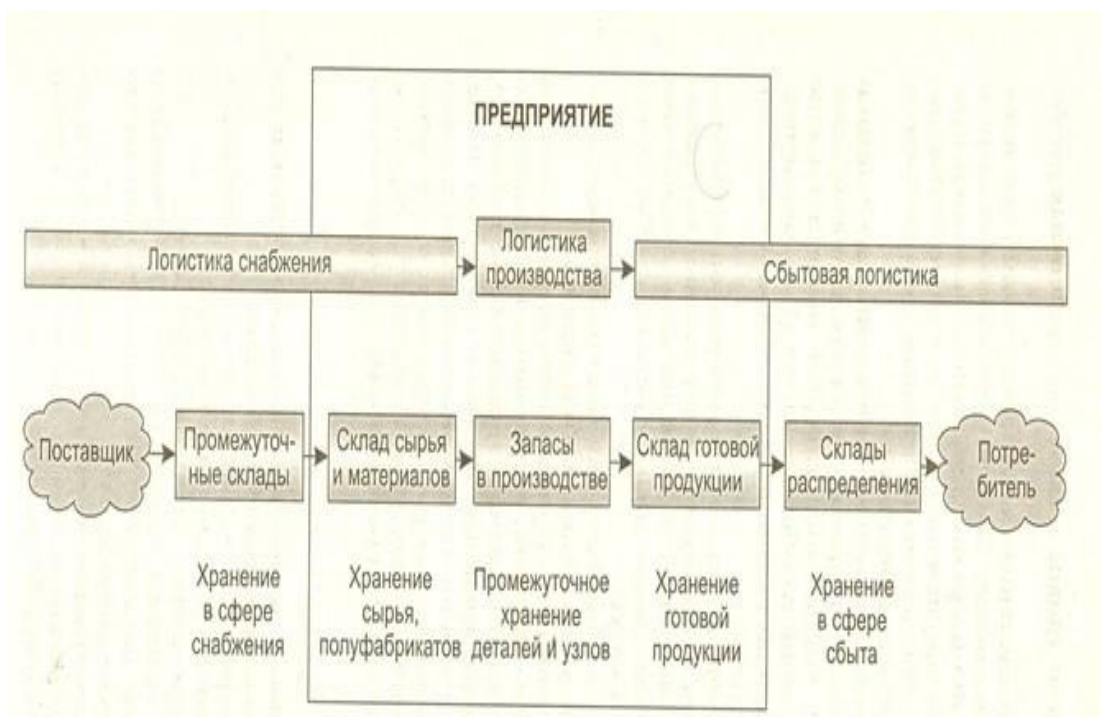 ПРЕДПРИЯТИЕ
Логистика снабжения
Логистика
производства
Сбытовая логистика
Поставщик
Промежуточ-
ные склады
Склад сырья
и материалов
Запасы
в производстве
Склад готовой
продукции
Склады
распределения
Потре-
битель
Хранение
в сфере
снабжения
Хранение
сырья,
полуфабрикатов
Промежуточное
хранение
деталей и узлов
Хранение
готовой
продукции
Хранение
в сфере
сбыта